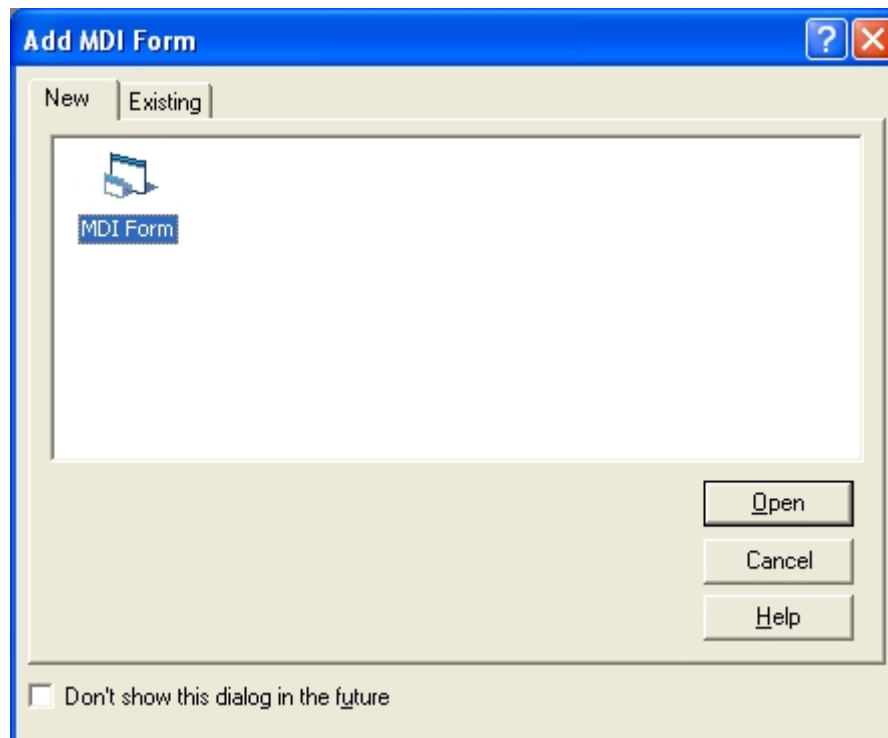 Add MDI Form
New
Existing
MDI Form
Open
Cancel
Help
Don't show this dialog in the future